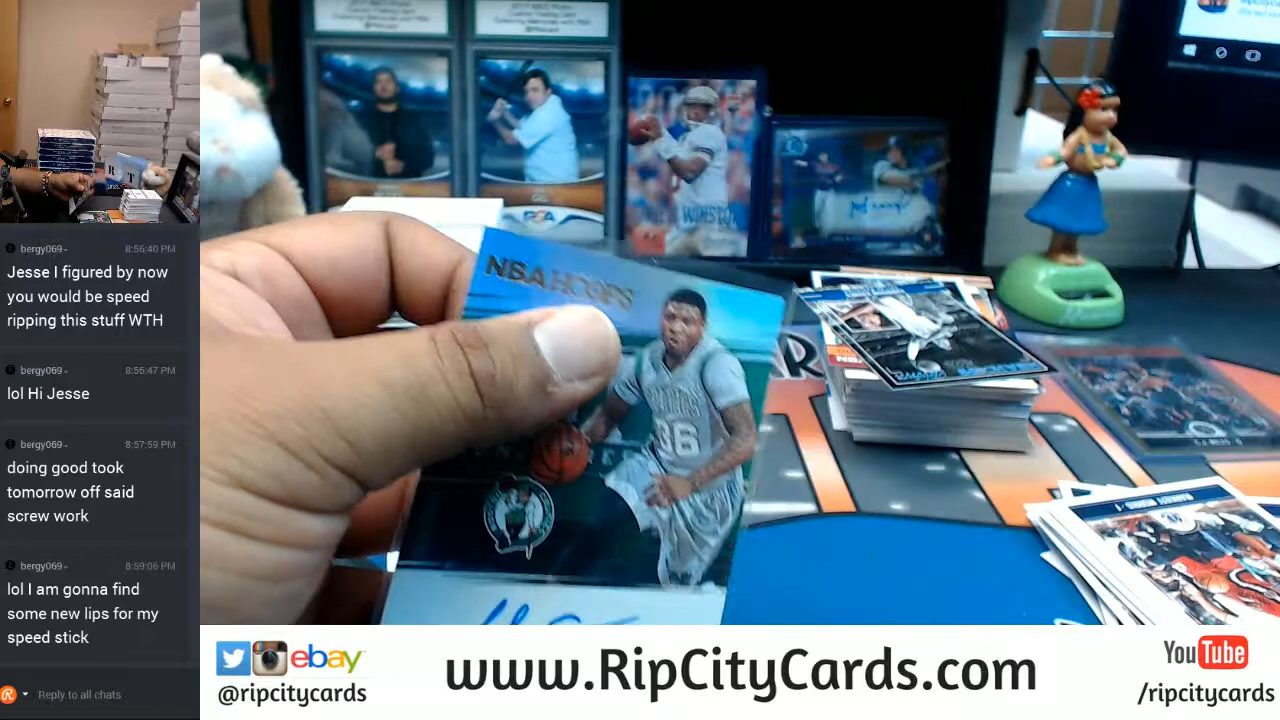 bergy069- 8:56:40 PM
Jesse I figured by now
you would be speed
ripping this stuff WTH
bergy069- 8:56:47 PM
lol Hi Jesse
bergy069- 8:57:59 PM
doing good took
tomorrow off said
screw work
bergy069- 8:59:06 PM
lol I am gonna find
some new lips for my
speed stick
Reply to all chats
NBA HOOPS
36
WINSTON
@ripcitycards
ebay
www.RipCityCards.com
YouTube
/ripcitycards